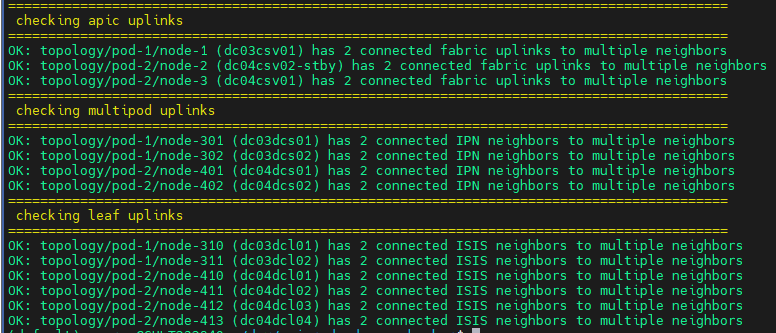 ==========================================================================================
checking apic uplinks
==========================================================================================
OK: topology/pod-1/node-1 (dc03csv01) has 2 connected fabric uplinks to multiple neighbors
OK: topology/pod-2/node-2 (dc04csv02-stby) has 2 connected fabric uplinks to multiple neighbors
OK: topology/pod-2/node-3 (dc04csv01) has 2 connected fabric uplinks to multiple neighbors
==========================================================================================
checking multipod uplinks
==========================================================================================
OK: topology/pod-1/node-301 (dc03dcs01) has 2 connected IPN neighbors to multiple neighbors
OK: topology/pod-1/node-302 (dc03dcs02) has 2 connected IPN neighbors to multiple neighbors
OK: topology/pod-2/node-401 (dc04dcs01) has 2 connected IPN neighbors to multiple neighbors
OK: topology/pod-2/node-402 (dc04dcs02) has 2 connected IPN neighbors to multiple neighbors
==========================================================================================
checking leaf uplinks
==========================================================================================
OK: topology/pod-1/node-310 (dc03dcl01) has 2 connected ISIS neighbors to multiple neighbors
OK: topology/pod-1/node-311 (dc03dcl02) has 2 connected ISIS neighbors to multiple neighbors
OK: topology/pod-2/node-410 (dc04dcl01) has 2 connected ISIS neighbors to multiple neighbors
OK: topology/pod-2/node-411 (dc04dcl02) has 2 connected ISIS neighbors to multiple neighbors
OK: topology/pod-2/node-412 (dc04dcl03) has 2 connected ISIS neighbors to multiple neighbors
OK: topology/pod-2/node-413 (dc04dcl04) has 2 connected ISIS neighbors to multiple neighbors